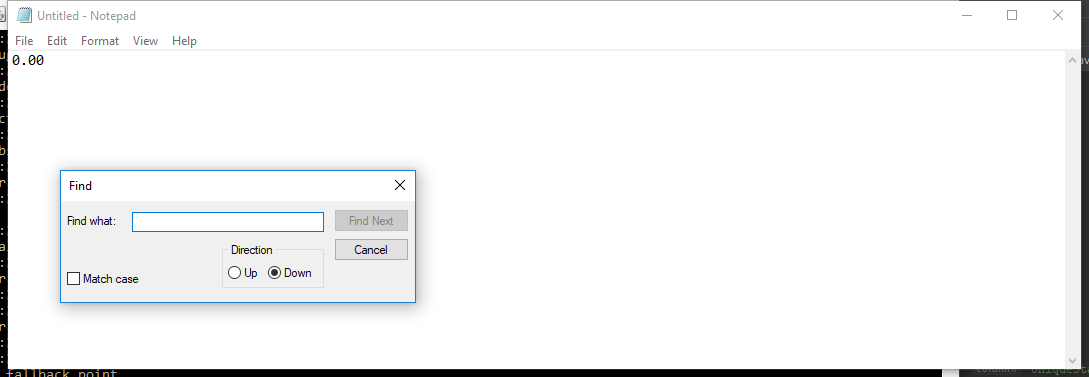 Untitled - Notepad
File Edit Format View Help
0.00
Find
Find what:
Find Next
Direction
Cancel
Up Down
Match case
fallback point